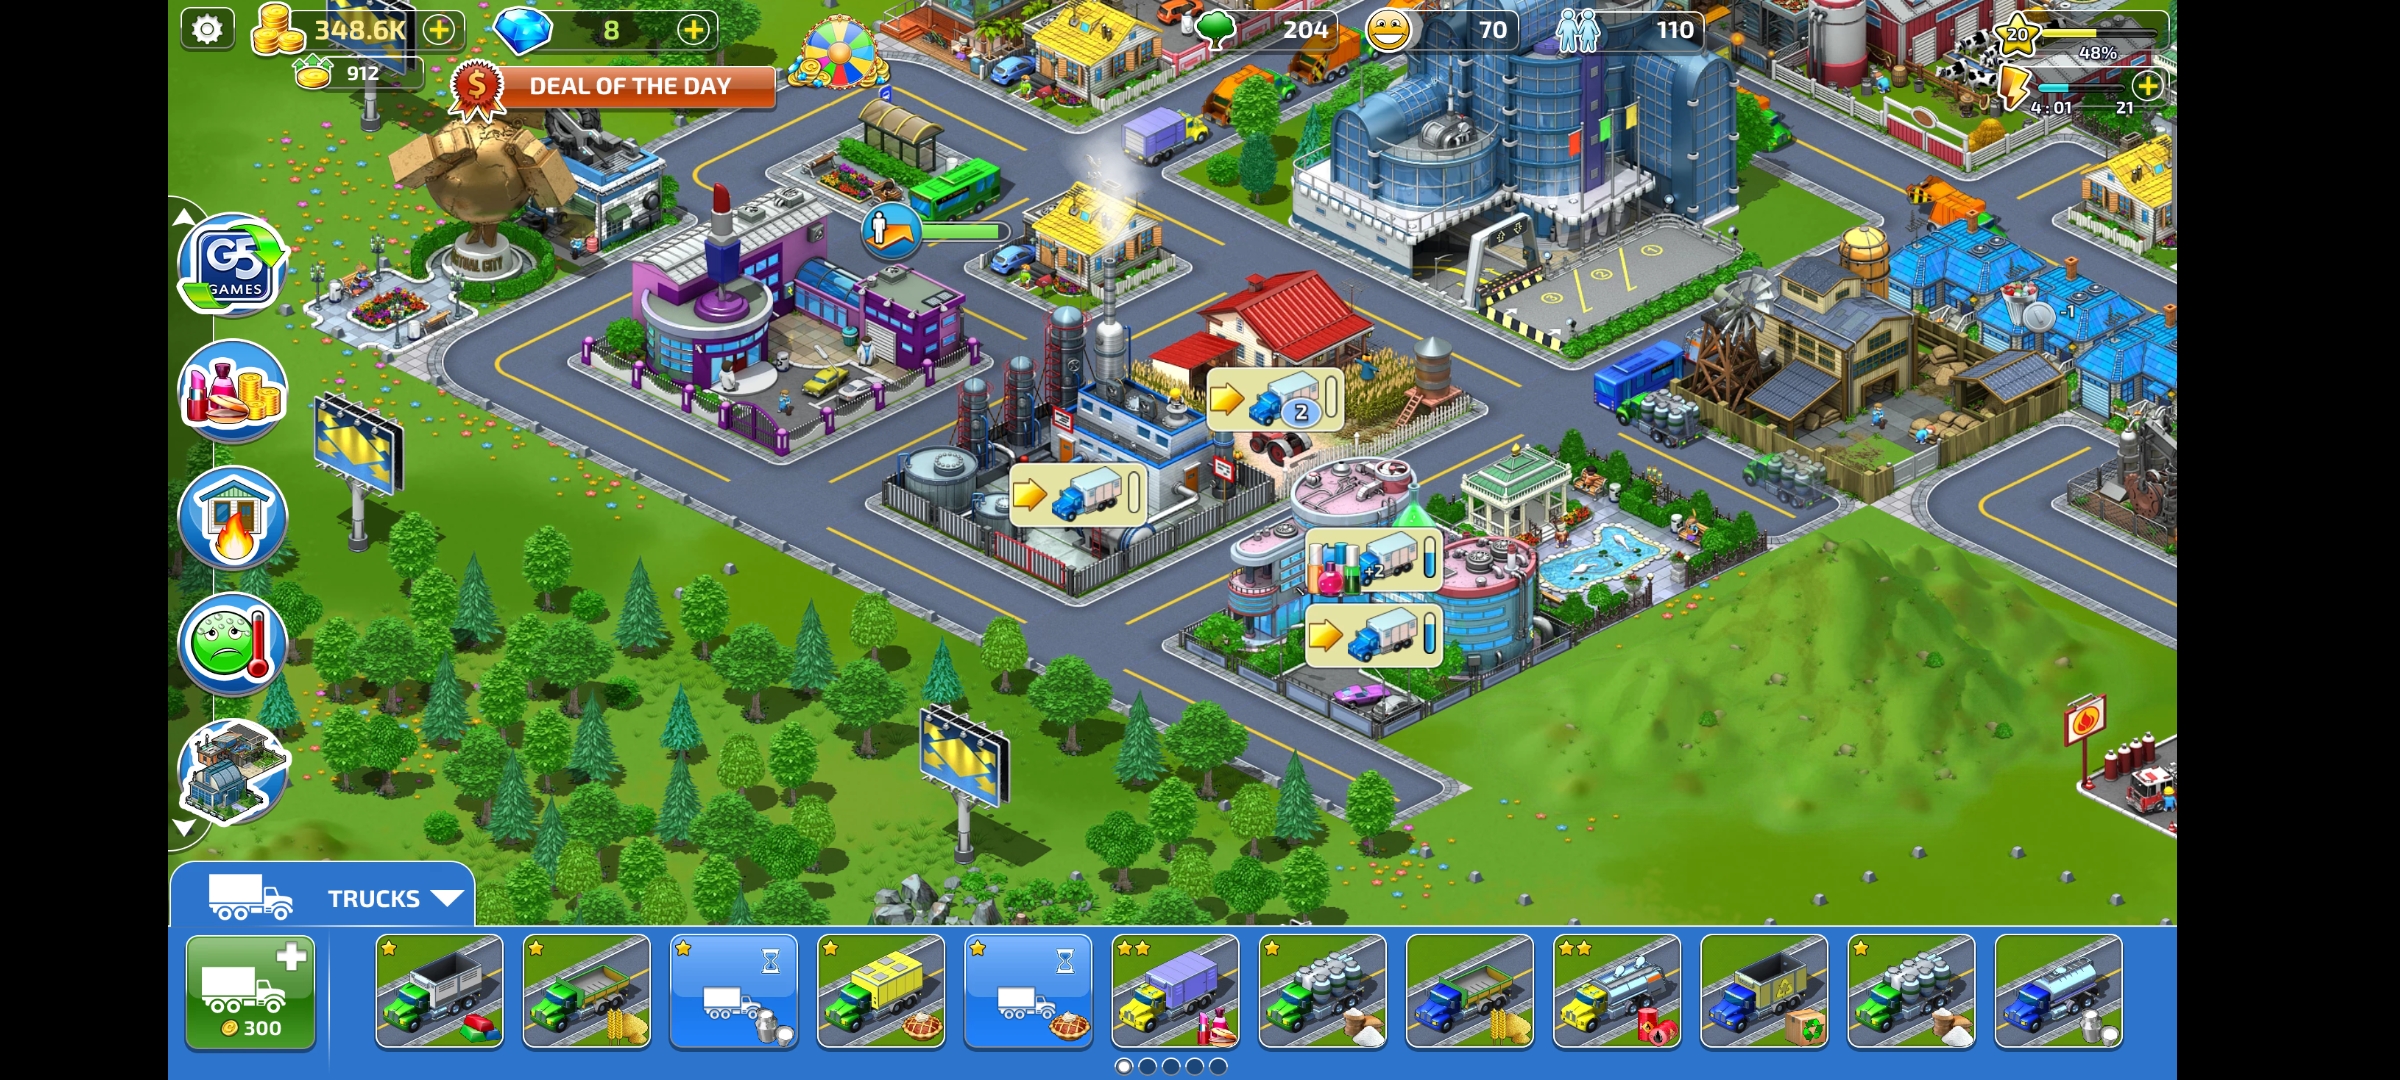 348.6K
8
204
70
110
20
48%
912
DEAL OF THE DAY
4:01
21
G5
GAMES
-1
2
+2
TRUCKS
300